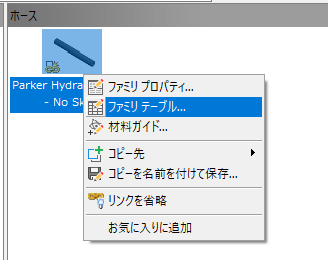 ホース
Parker Hydra
- No Sk
ファミリ プロパティ...
ファミリ テーブル...
材料ガイド...
コピー先
コピーを名前を付けて保存...
リンクを省略
お気に入りに追加